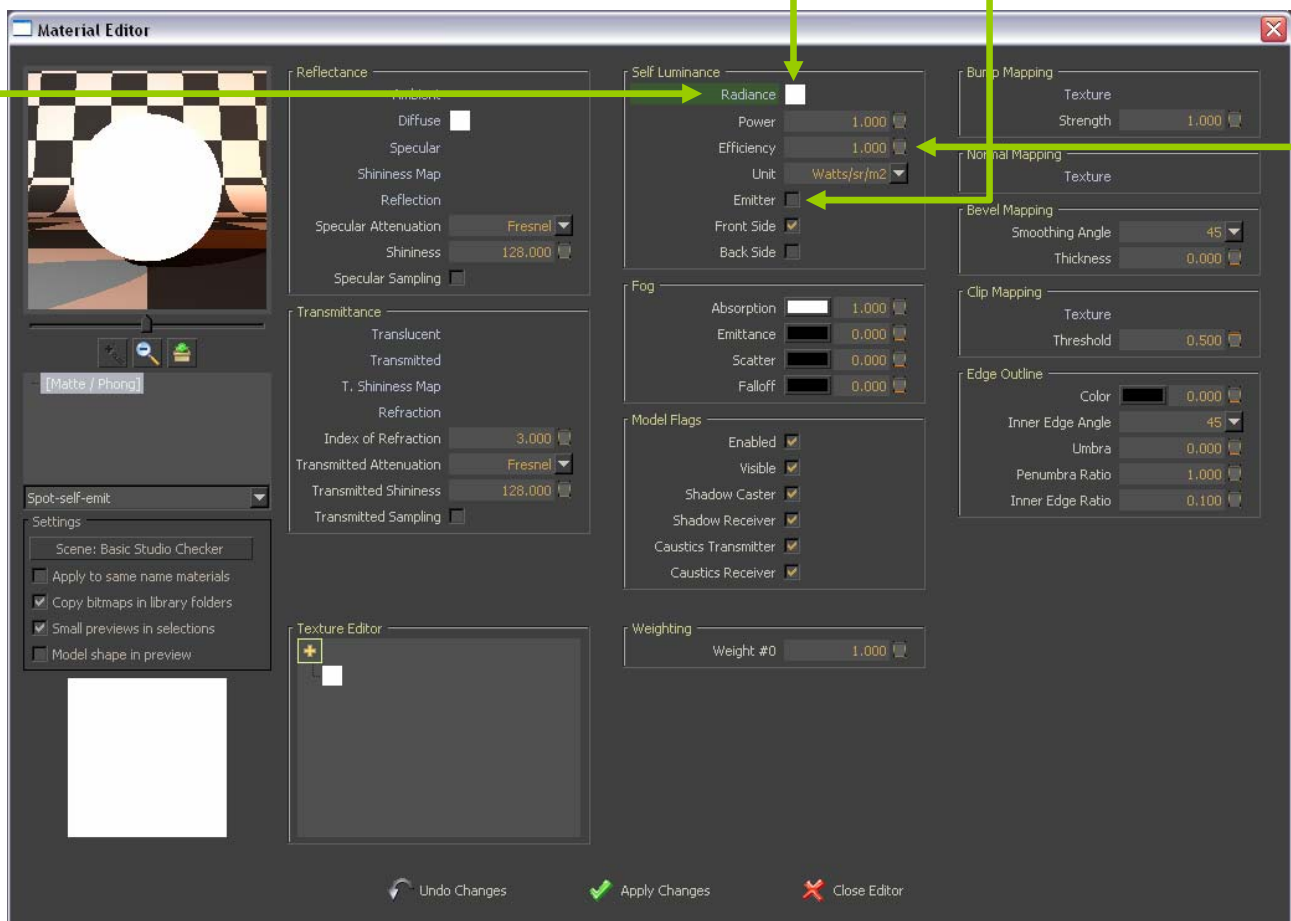 Material Editor
[Matte / Phong]
Spot-self-emit
Settings
Scene: Basic Studio Checker
Apply to same name materials
Copy bitmaps in library folders
Small previews in selections
Model shape in preview
Reflectance
Ambient
Diffuse
Specular
Shininess Map
Reflection
Specular Attenuation Fresnel
Shininess 128.000
Specular Sampling
Transmittance
Translucent
Transmitted
T. Shininess Map
Refraction
Index of Refraction 3.000
Transmitted Attenuation Fresnel
Transmitted Shininess 128.000
Transmitted Sampling
Texture Editor
Self Luminance
Radiance
Power 1.000
Efficiency 1.000
Unit Watts/sr/m2
Emitter
Front Side
Back Side
Fog
Absorption 1.000
Emittance 0.000
Scatter 0.000
Falloff 0.000
Model Flags
Enabled
Visible
Shadow Caster
Shadow Receiver
Caustics Transmitter
Caustics Receiver
Weighting
Weight #0 1.000
Bump Mapping
Texture
Strength 1.000
Normal Mapping
Texture
Bevel Mapping
Smoothing Angle 45
Thickness 0.000
Clip Mapping
Texture
Threshold 0.500
Edge Outline
Color 0.000
Inner Edge Angle 45
Umbra 0.000
Penumbra Ratio 1.000
Inner Edge Ratio 0.100
Undo Changes
Apply Changes
Close Editor